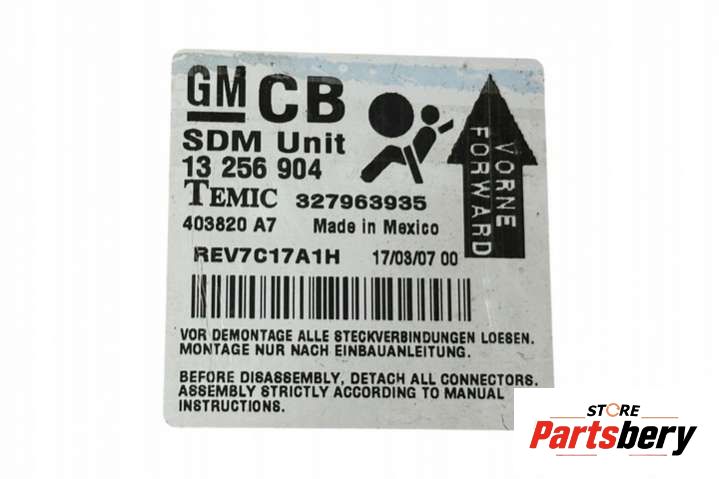 GM CB
SDM Unit
13 256 904
TEMIC 327963935
403820 A7 Made in Mexico
REV7C17A1H 17/03/07 00
VORNE
FORWARD
VOR DEMONTAGE ALLE STECKVERBINDUNGEN LOESEN.
MONTAGE NUR NACH EINBAUANLEITUNG.
BEFORE DISASSEMBLY, DETACH ALL CONNECTORS.
ASSEMBLY STRICTLY ACCORDING TO MANUAL
INSTRUCTIONS.
STORE
Partsbery